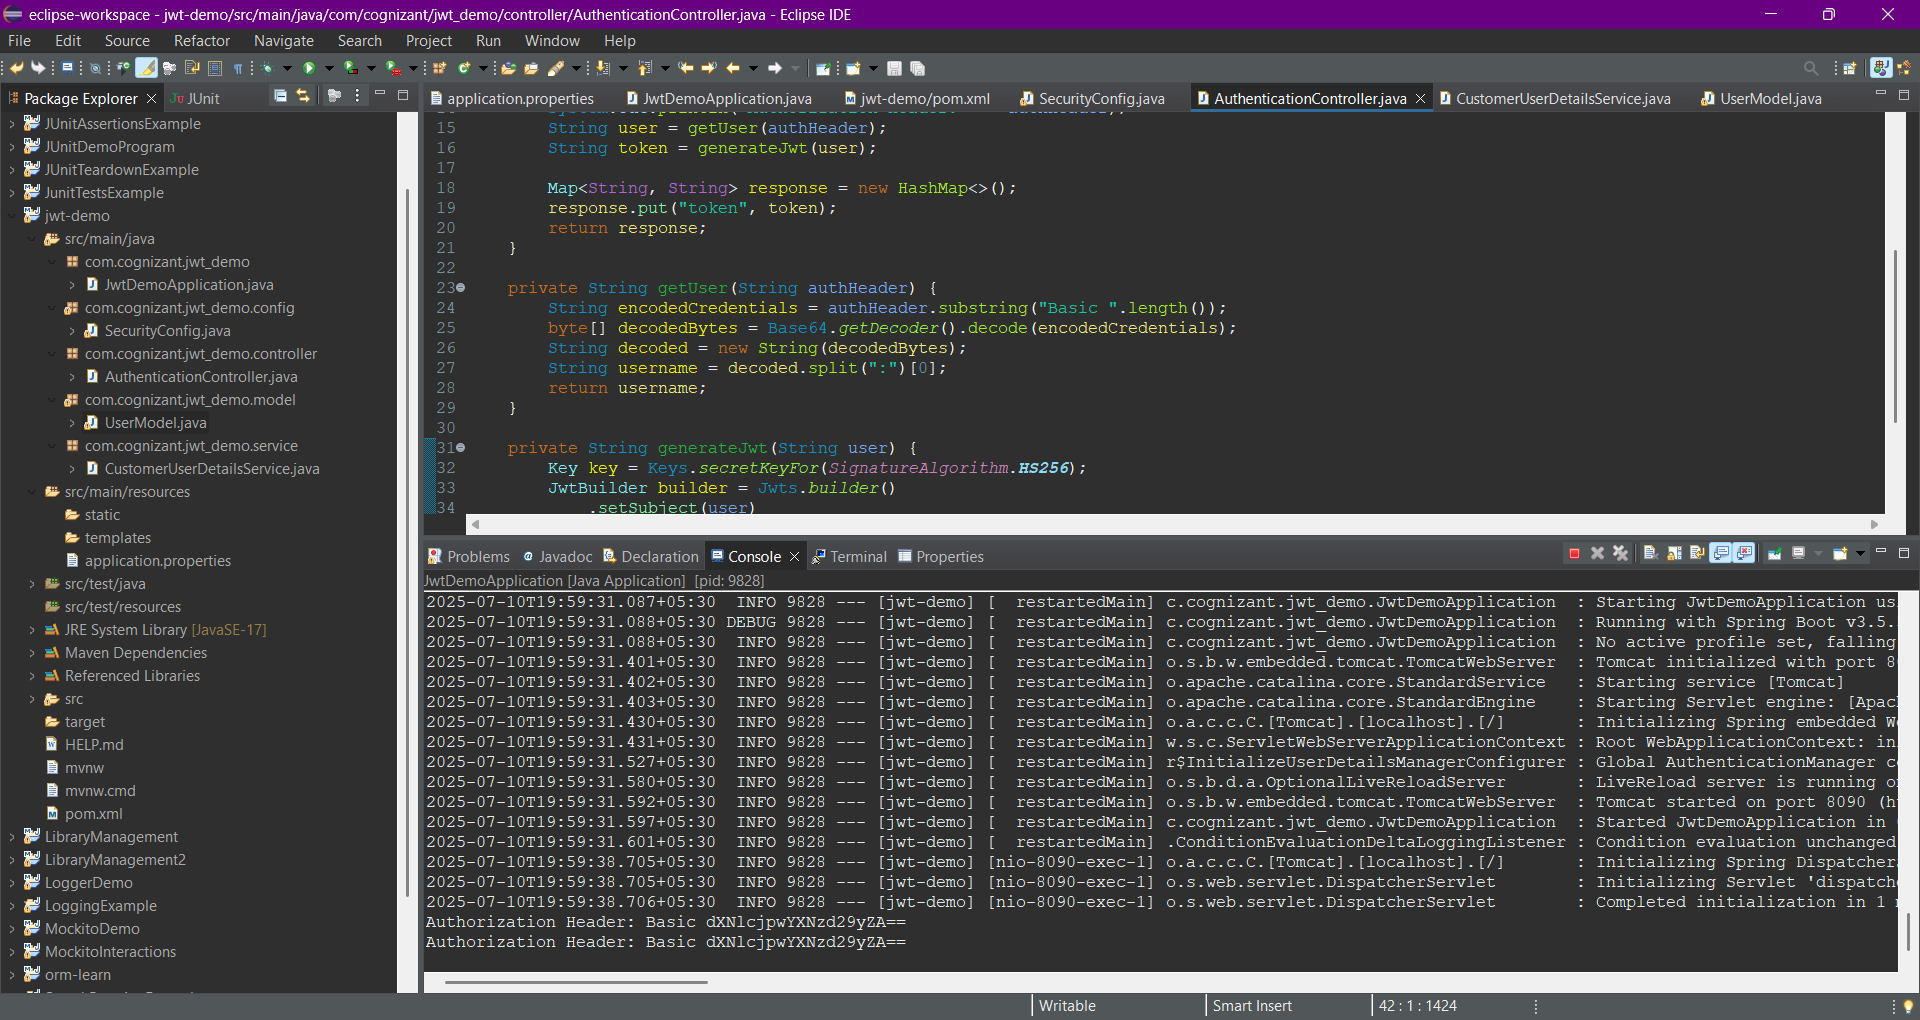 eclipse-workspace - jwt-demo/src/main/java/com/cognizant/jwt_demo/controller/AuthenticationController.java - Eclipse IDE
File Edit Source Refactor Navigate Search Project Run Window Help
Package Explorer JUnit
JUnitAssertionsExample
JUnitDemoProgram
JUnitTeardownExample
JunitTestsExample
jwt-demo
src/main/java
com.cognizant.jwt_demo
JwtDemoApplication.java
com.cognizant.jwt_demo.config
SecurityConfig.java
com.cognizant.jwt_demo.controller
AuthenticationController.java
com.cognizant.jwt_demo.model
UserModel.java
com.cognizant.jwt_demo.service
CustomerUserDetailsService.java
src/main/resources
static
templates
application.properties
src/test/java
src/test/resources
JRE System Library [JavaSE-17]
Maven Dependencies
Referenced Libraries
src
target
HELP.md
mvnw
mvnw.cmd
pom.xml
LibraryManagement
LibraryManagement2
LoggerDemo
LoggingExample
MockitoDemo
MockitoInteractions
orm-learn
application.properties JwtDemoApplication.java jwt-demo/pom.xml SecurityConfig.java AuthenticationController.java CustomerUserDetailsService.java UserModel.java
15 String user = getUser(authHeader);
16 String token = generateJwt(user);
17
18 Map<String, String> response = new HashMap<>();
19 response.put("token", token);
20 return response;
21 }
22
23 private String getUser(String authHeader) {
24 String encodedCredentials = authHeader.substring("Basic ".length());
25 byte[] decodedBytes = Base64.getDecoder().decode(encodedCredentials);
26 String decoded = new String(decodedBytes);
27 String username = decoded.split(":")[0];
28 return username;
29 }
30
31 private String generateJwt(String user) {
32 Key key = Keys.secretKeyFor(SignatureAlgorithm.HS256);
33 JwtBuilder builder = Jwts.builder()
34 .setSubject(user)
Problems Javadoc Declaration Console Terminal Properties
JwtDemoApplication [Java Application] [pid: 9828]
2025-07-10T19:59:31.087+05:30 INFO 9828 --- [jwt-demo] [ restartedMain] c.cognizant.jwt_demo.JwtDemoApplication : Starting JwtDemoApplication us
2025-07-10T19:59:31.088+05:30 DEBUG 9828 --- [jwt-demo] [ restartedMain] c.cognizant.jwt_demo.JwtDemoApplication : Running with Spring Boot v3.5.
2025-07-10T19:59:31.088+05:30 INFO 9828 --- [jwt-demo] [ restartedMain] c.cognizant.jwt_demo.JwtDemoApplication : No active profile set, falling
2025-07-10T19:59:31.401+05:30 INFO 9828 --- [jwt-demo] [ restartedMain] o.s.b.w.embedded.tomcat.TomcatWebServer : Tomcat initialized with port 8
2025-07-10T19:59:31.402+05:30 INFO 9828 --- [jwt-demo] [ restartedMain] o.apache.catalina.core.StandardService : Starting service [Tomcat]
2025-07-10T19:59:31.403+05:30 INFO 9828 --- [jwt-demo] [ restartedMain] o.apache.catalina.core.StandardEngine : Starting Servlet engine: [Apac
2025-07-10T19:59:31.430+05:30 INFO 9828 --- [jwt-demo] [ restartedMain] o.a.c.c.C.[Tomcat].[localhost].[/] : Initializing Spring embedded W
2025-07-10T19:59:31.431+05:30 INFO 9828 --- [jwt-demo] [ restartedMain] w.s.c.ServletWebServerApplicationContext : Root WebApplicationContext: in
2025-07-10T19:59:31.527+05:30 INFO 9828 --- [jwt-demo] [ restartedMain] r$InitializeUserDetailsManagerConfigurer : Global AuthenticationManager c
2025-07-10T19:59:31.580+05:30 INFO 9828 --- [jwt-demo] [ restartedMain] o.s.b.d.a.OptionalLiveReloadServer : LiveReload server is running o
2025-07-10T19:59:31.592+05:30 INFO 9828 --- [jwt-demo] [ restartedMain] o.s.b.w.embedded.tomcat.TomcatWebServer : Tomcat started on port 8090 (h
2025-07-10T19:59:31.597+05:30 INFO 9828 --- [jwt-demo] [ restartedMain] c.cognizant.jwt_demo.JwtDemoApplication : Started JwtDemoApplication in
2025-07-10T19:59:31.601+05:30 INFO 9828 --- [jwt-demo] [ restartedMain] .ConditionEvaluationDeltaLoggingListener : Condition evaluation unchanged
2025-07-10T19:59:38.705+05:30 INFO 9828 --- [jwt-demo] [nio-8090-exec-1] o.a.c.c.C.[Tomcat].[localhost].[/] : Initializing Spring Dispatcher
2025-07-10T19:59:38.705+05:30 INFO 9828 --- [jwt-demo] [nio-8090-exec-1] o.s.web.servlet.DispatcherServlet : Initializing Servlet 'dispatch
2025-07-10T19:59:38.706+05:30 INFO 9828 --- [jwt-demo] [nio-8090-exec-1] o.s.web.servlet.DispatcherServlet : Completed initialization in 1
Authorization Header: Basic dXNlcjpwYXNzd29yZA==
Authorization Header: Basic dXNlcjpwYXNzd29yZA==
Writable Smart Insert 42 : 1 : 1424